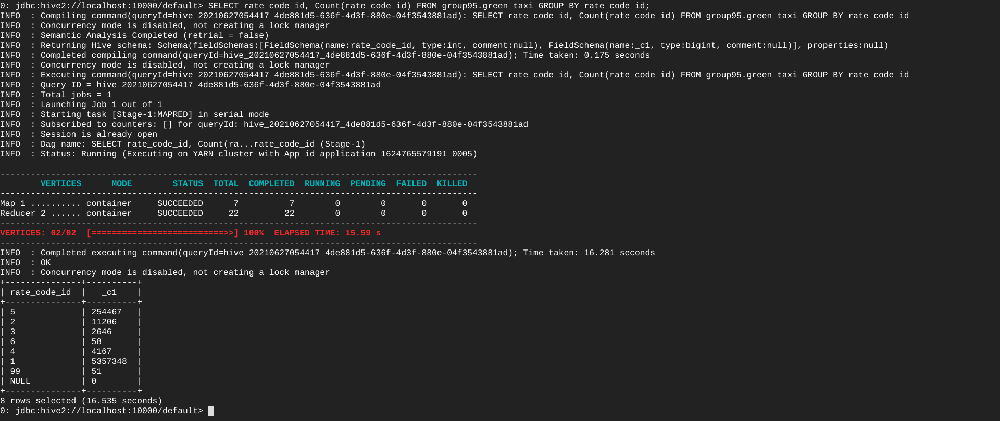 0: jdbc:hive2://localhost:10000/default> SELECT rate_code_id, Count(rate_code_id) FROM group95.green_taxi GROUP BY rate_code_id;
INFO  : Compiling command(queryId=hive_20210627054417_4de881d5-636f-4d3f-880e-04f3543881ad): SELECT rate_code_id, Count(rate_code_id) FROM group95.green_taxi GROUP BY rate_code_id
INFO  : Concurrency mode is disabled, not creating a lock manager
INFO  : Semantic Analysis Completed (retrial = false)
INFO  : Returning Hive schema: Schema(fieldSchemas:[FieldSchema(name:rate_code_id, type:int, comment:null), FieldSchema(name:_c1, type:bigint, comment:null)], properties:null)
INFO  : Completed compiling command(queryId=hive_20210627054417_4de881d5-636f-4d3f-880e-04f3543881ad); Time taken: 0.175 seconds
INFO  : Concurrency mode is disabled, not creating a lock manager
INFO  : Executing command(queryId=hive_20210627054417_4de881d5-636f-4d3f-880e-04f3543881ad): SELECT rate_code_id, Count(rate_code_id) FROM group95.green_taxi GROUP BY rate_code_id
INFO  : Query ID = hive_20210627054417_4de881d5-636f-4d3f-880e-04f3543881ad
INFO  : Total jobs = 1
INFO  : Launching Job 1 out of 1
INFO  : Starting task [Stage-1:MAPRED] in serial mode
INFO  : Subscribed to counters: [] for queryId: hive_20210627054417_4de881d5-636f-4d3f-880e-04f3543881ad
INFO  : Session is already open
INFO  : Dag name: SELECT rate_code_id, Count(ra...rate_code_id (Stage-1)
INFO  : Status: Running (Executing on YARN cluster with App id application_1624765579191_0005)

----------------------------------------------------------------------------------------------
        VERTICES      MODE        STATUS  TOTAL  COMPLETED  RUNNING  PENDING  FAILED  KILLED
----------------------------------------------------------------------------------------------
Map 1 .......... container     SUCCEEDED      7          7        0        0       0       0
Reducer 2 ...... container     SUCCEEDED     22         22        0        0       0       0
----------------------------------------------------------------------------------------------
VERTICES: 02/02  [==========================>>] 100%  ELAPSED TIME: 15.59 s
----------------------------------------------------------------------------------------------
INFO  : Completed executing command(queryId=hive_20210627054417_4de881d5-636f-4d3f-880e-04f3543881ad); Time taken: 16.281 seconds
INFO  : OK
INFO  : Concurrency mode is disabled, not creating a lock manager
+---------------+----------+
| rate_code_id  |   _c1    |
+---------------+----------+
| 5             | 254467   |
| 2             | 11206    |
| 3             | 2646     |
| 6             | 58       |
| 4             | 4167     |
| 1             | 5357348  |
| 99            | 51       |
| NULL          | 0        |
+---------------+----------+
8 rows selected (16.535 seconds)
0: jdbc:hive2://localhost:10000/default>